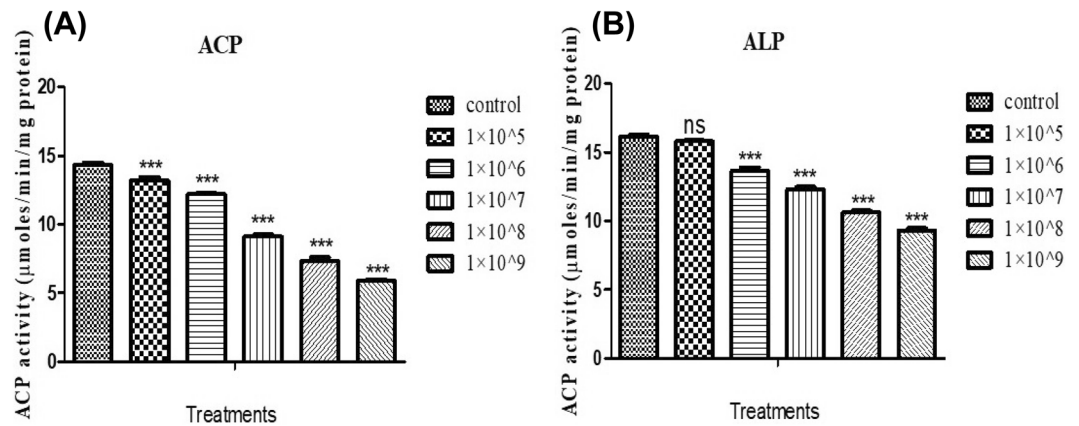 (A)
ACP
ACP activity (µmoles/min/mg protein)
20
15
10
5
0
***
***
***
***
***
Treatments
control
1×10^5
1×10^6
1×10^7
1×10^8
1×10^9
(B)
ALP
ACP activity (µmoles/min/mg protein)
20
15
10
5
0
ns
***
***
***
***
Treatments
control
1×10^5
1×10^6
1×10^7
1×10^8
1×10^9